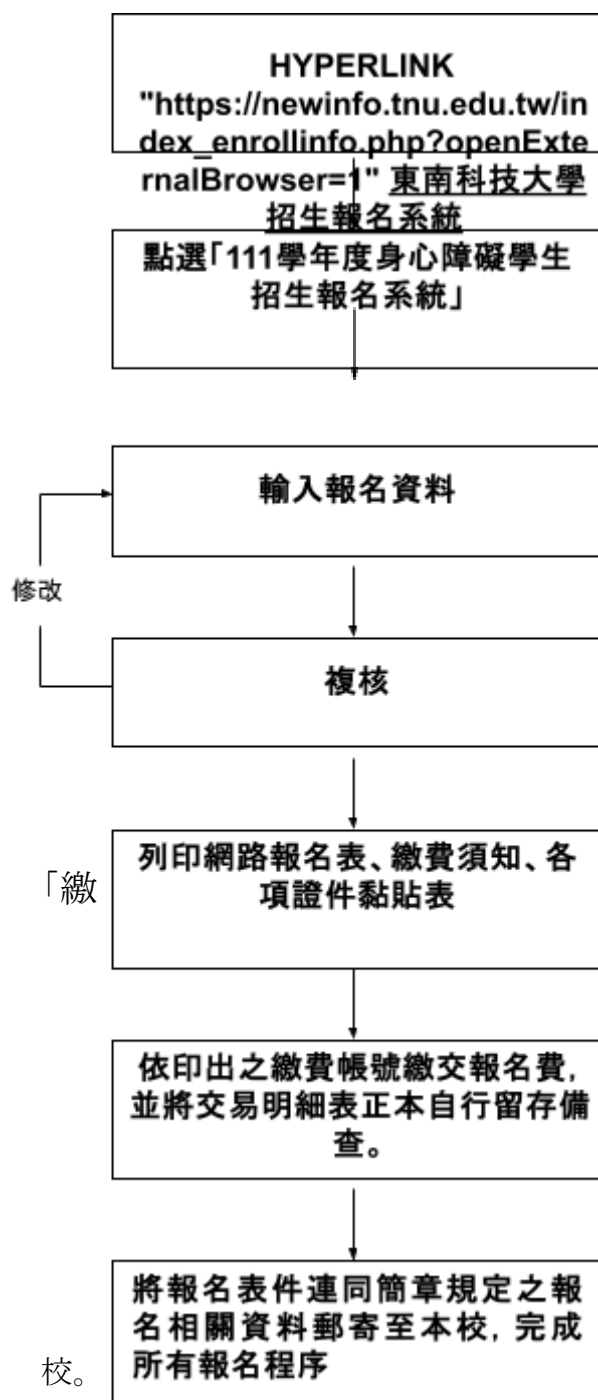 HYPERLINK
"https://newinfo.tnu.edu.tw/in
dex_enrollinfo.php?openExte
rnalBrowser=1" 東南科技大學
招生報名系統
點選「111學年度身心障礙學生
招生報名系統」
輸入報名資料
修改
複核
列印網路報名表、繳費須知、各
項證件黏貼表
「繳
依印出之繳費帳號繳交報名費,
並將交易明細表正本自行留存備
查。
將報名表件連同簡章規定之報
名相關資料郵寄至本校, 完成
所有報名程序
校。